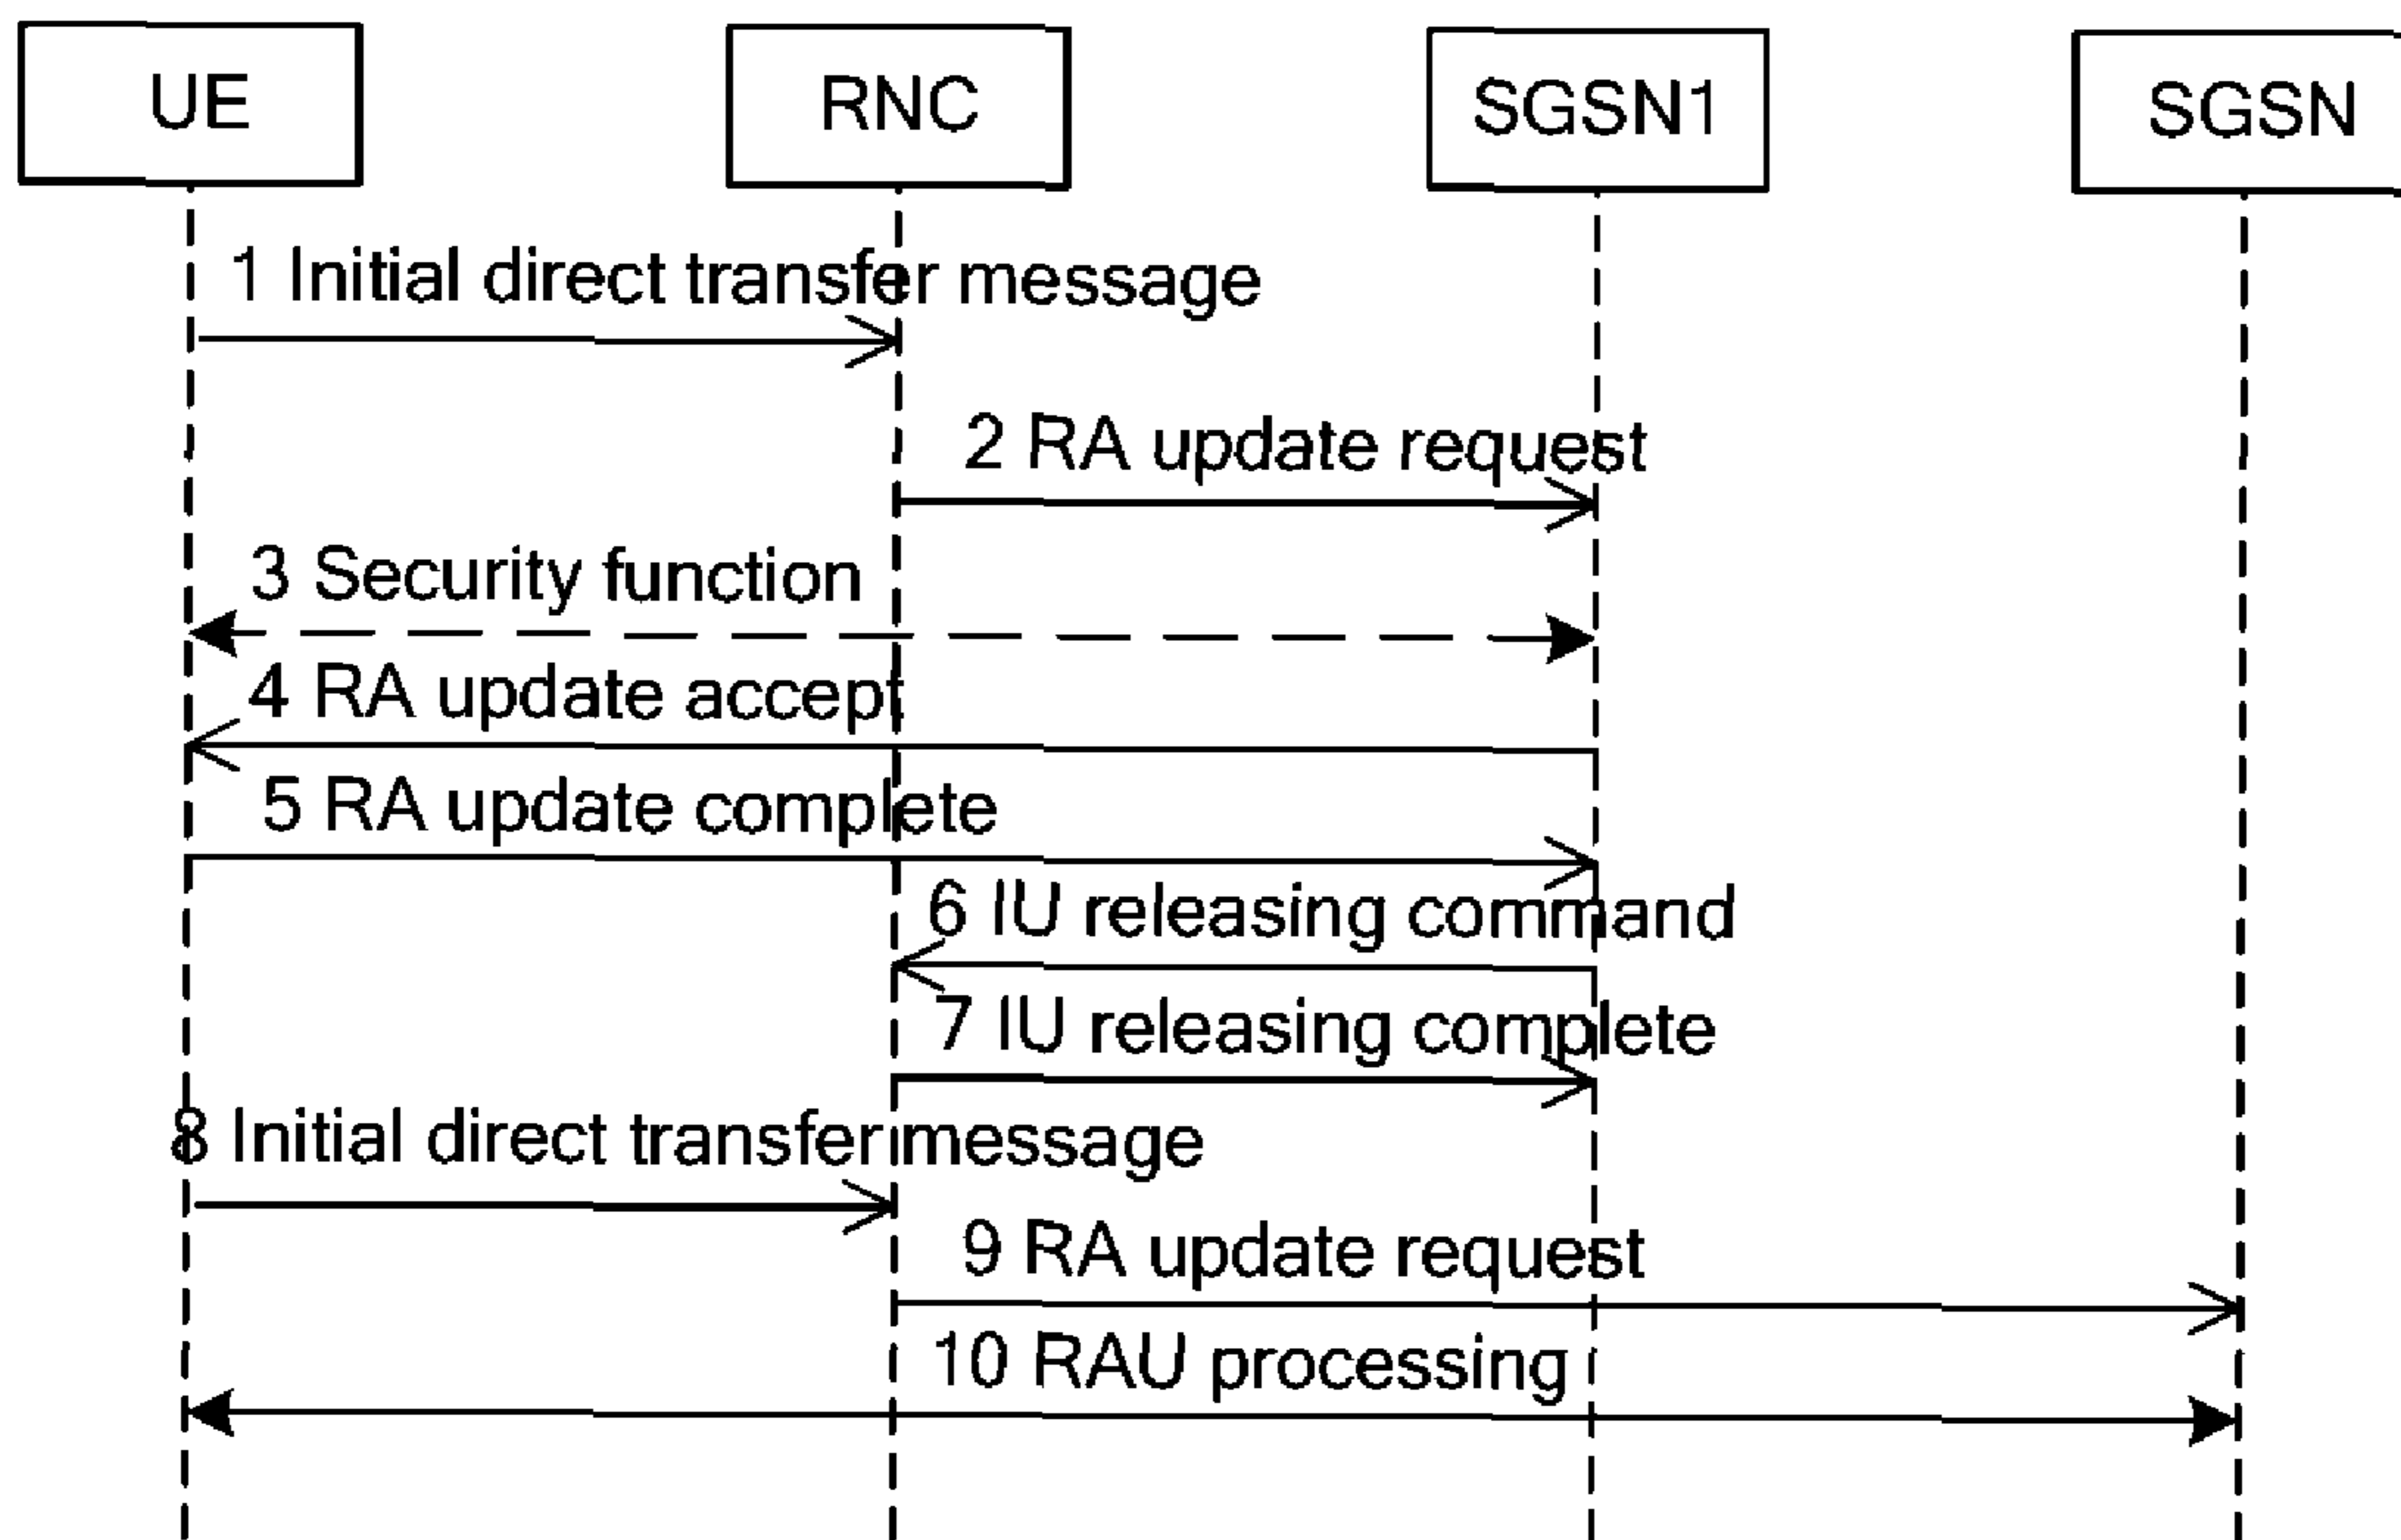 UE
RNC
SGSN1
SGSN
1 Initial direct transfer message
2 RA update request
3 Security function
4 RA update accept
5 RA update complete
6 IU releasing command
7 IU releasing complete
8 Initial direct transfer message
9 RA update request
10 RAU processing